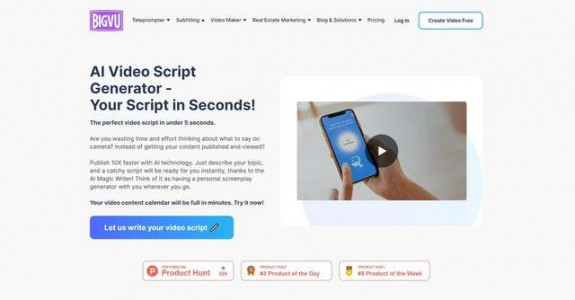 BIGVU
Teleprompter Subtitling Video Maker Real Estate Marketing Blog & Solutions Pricing Log In Create Video Free
AI Video Script
Generator -
Your Script in Seconds!
The perfect video script in under 5 seconds.
Are you wasting time and effort thinking about what to say on
camera? Instead of getting your content published and viewed?
Publish 10X faster with AI technology. Just describe your topic,
and a catchy script will be ready for you instantly, thanks to the
AI Magic Writer! Think of it as having a personal screenplay
generator with you wherever you go.
Your video content calendar will be full in minutes. Try it now!
Let us write your video script
FEATURED ON
Product Hunt
PRODUCT HUNT
#3 Product of the Day
PRODUCT HUNT
#5 Product of the Week